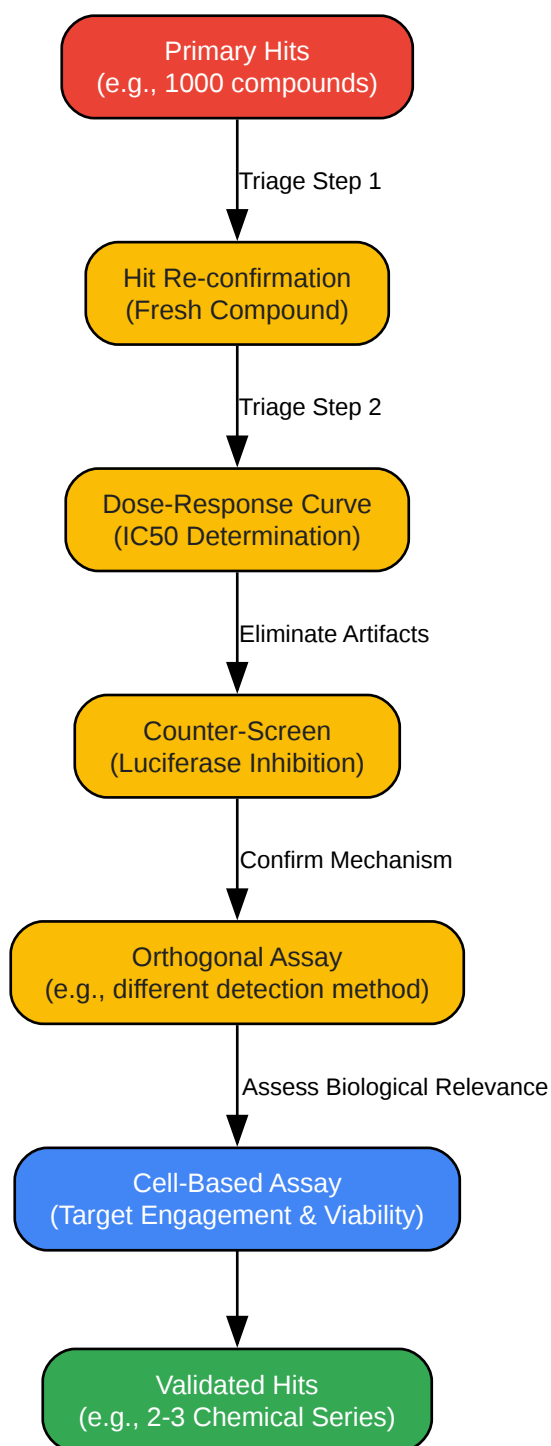 Primary Hits
(e.g., 1000 compounds)
Triage Step 1
Hit Re-confirmation
(Fresh Compound)
Triage Step 2
Dose-Response Curve
(IC50 Determination)
Eliminate Artifacts
Counter-Screen
(Luciferase Inhibition)
Confirm Mechanism
Orthogonal Assay
(e.g., different detection method)
Assess Biological Relevance
Cell-Based Assay
(Target Engagement & Viability)
Validated Hits
(e.g., 2-3 Chemical Series)